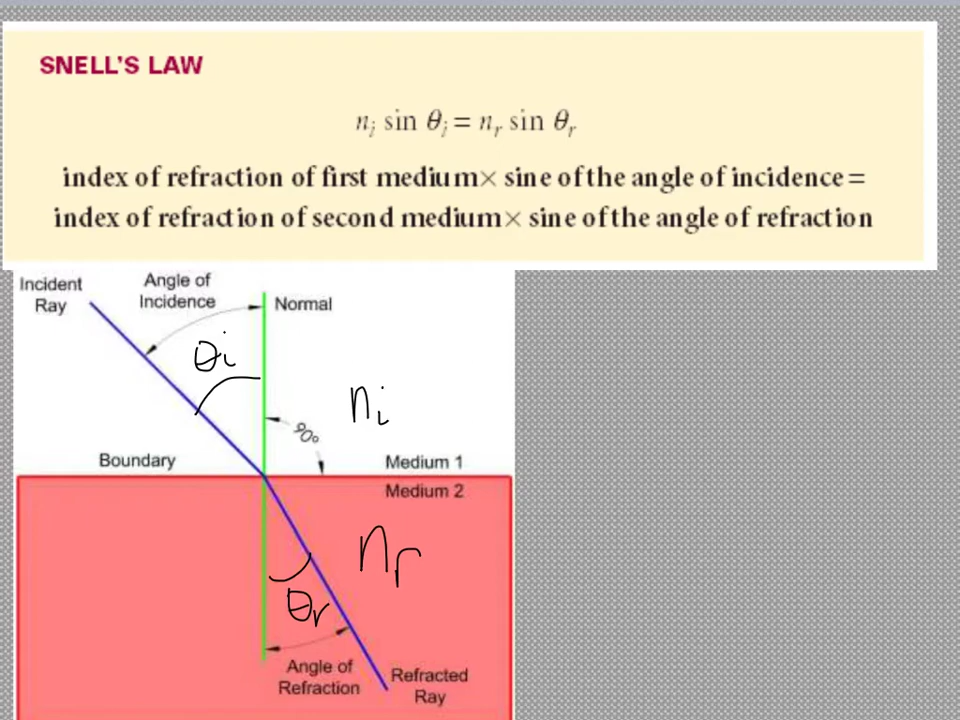 SNELL'S LAW
n_i sin θ_i = n_r sin θ_r
index of refraction of first medium × sine of the angle of incidence =
index of refraction of second medium × sine of the angle of refraction
Incident
Ray
Angle of
Incidence
Normal
θi
ni
90°
Boundary
Medium 1
Medium 2
nr
θr
Angle of
Refraction
Refracted
Ray